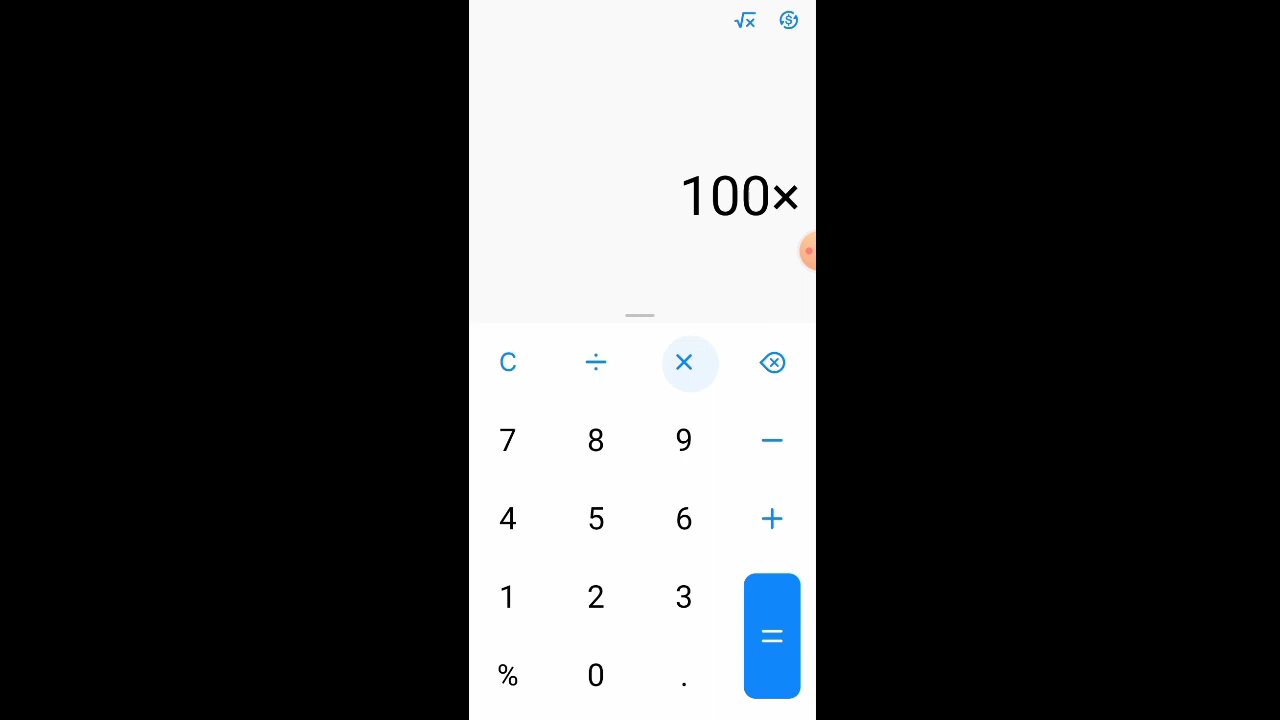 √x $
100×
C ÷ ×
7 8 9 −
4 5 6 +
1 2 3
% 0 . =